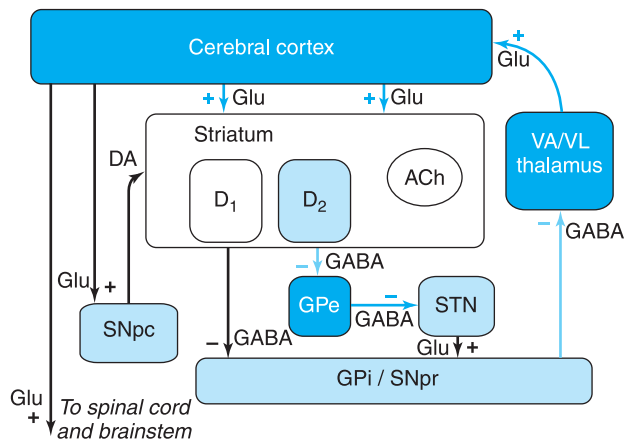 Cerebral cortex
+
Glu
+ Glu
+ Glu
Striatum
VA/VL
thalamus
DA
D1
D2
ACh
− GABA
− GABA
Glu +
GPe
−
GABA
STN
SNpc
− GABA
Glu +
GPi / SNpr
Glu
+
To spinal cord
and brainstem